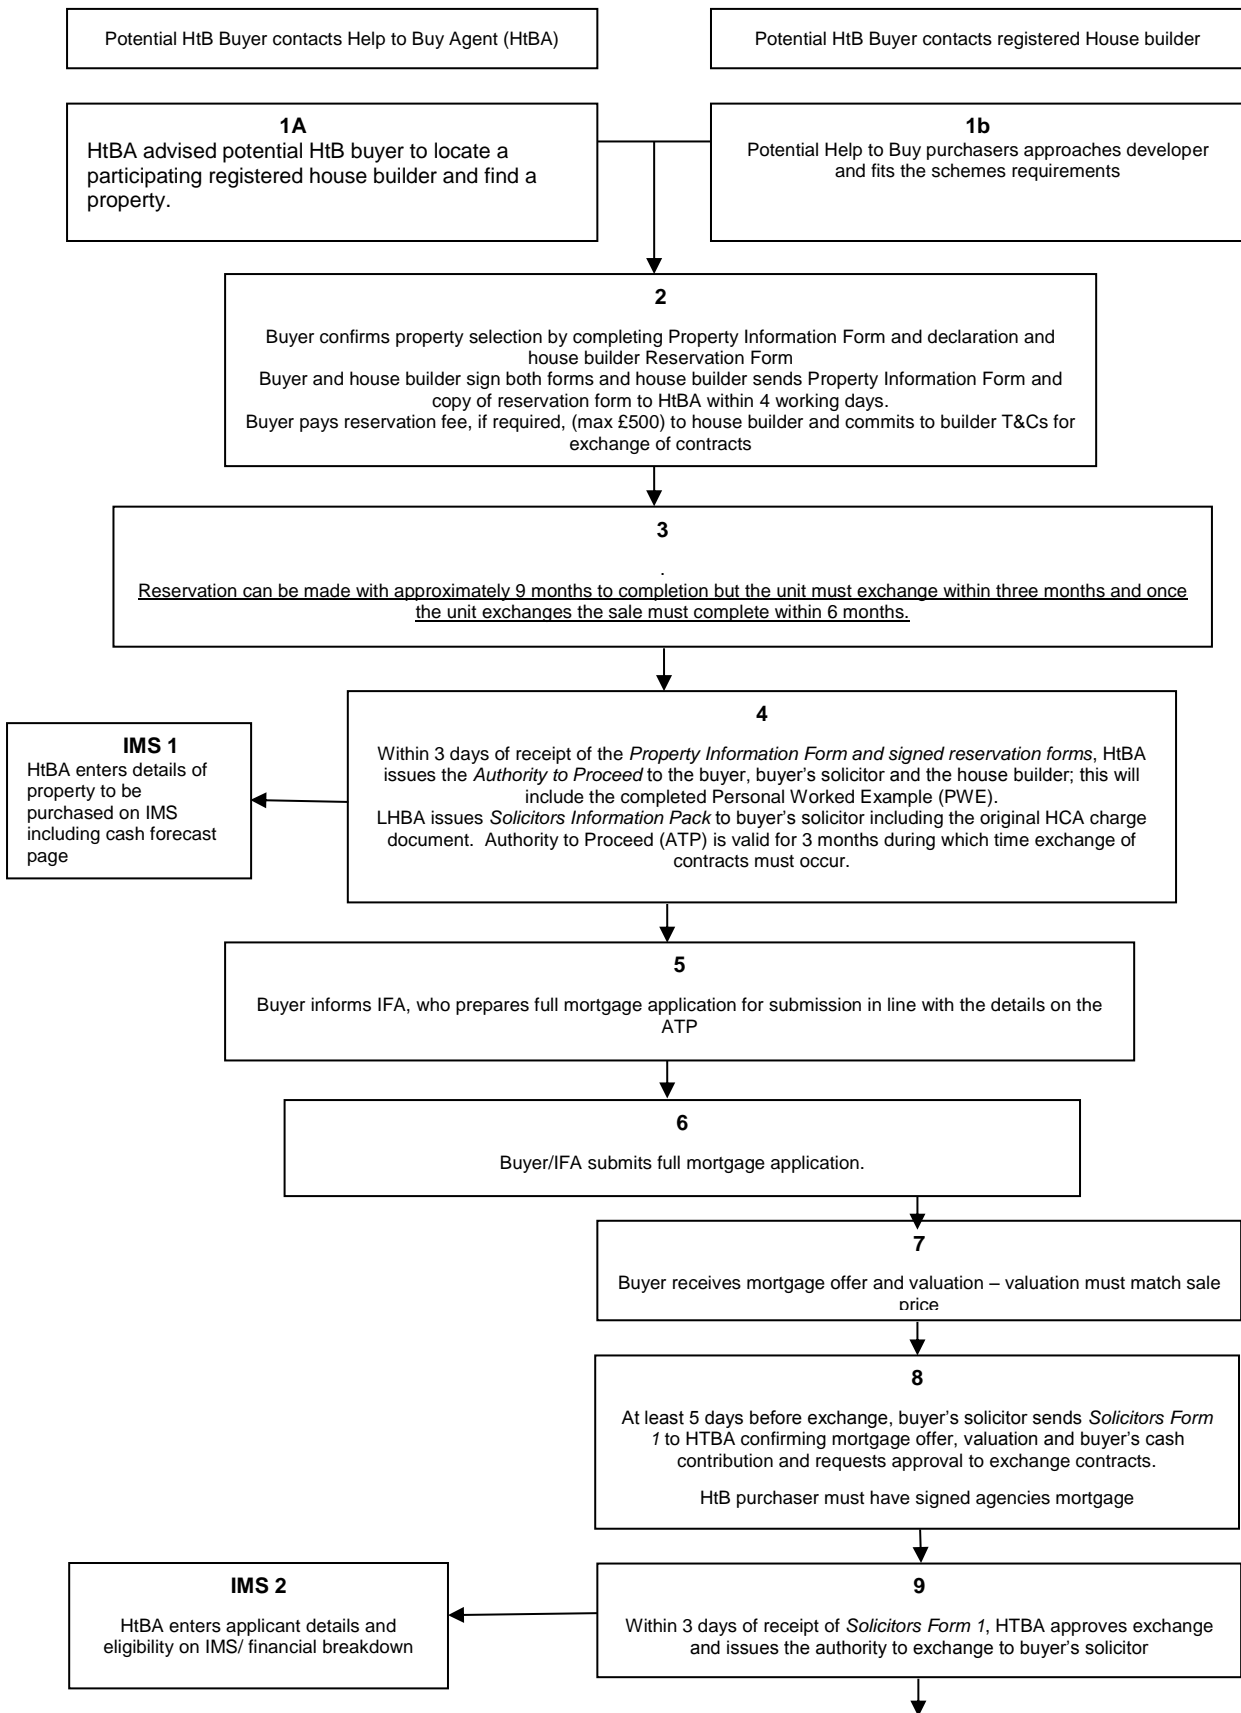 Potential HtB Buyer contacts Help to Buy Agent (HtBA)
Potential HtB Buyer contacts registered House builder
1A
HtBA advised potential HtB buyer to locate a
participating registered house builder and find a
property.
1b
Potential Help to Buy purchasers approaches developer
and fits the schemes requirements
2
Buyer confirms property selection by completing Property Information Form and declaration and
house builder Reservation Form
Buyer and house builder sign both forms and house builder sends Property Information Form and
copy of reservation form to HtBA within 4 working days.
Buyer pays reservation fee, if required, (max £500) to house builder and commits to builder T&Cs for
exchange of contracts
3
.
Reservation can be made with approximately 9 months to completion but the unit must exchange within three months and once
the unit exchanges the sale must complete within 6 months.
4
Within 3 days of receipt of the Property Information Form and signed reservation forms, HtBA
issues the Authority to Proceed to the buyer, buyer's solicitor and the house builder; this will
include the completed Personal Worked Example (PWE).
LHBA issues Solicitors Information Pack to buyer's solicitor including the original HCA charge
document. Authority to Proceed (ATP) is valid for 3 months during which time exchange of
contracts must occur.
IMS 1
HtBA enters details of
property to be
purchased on IMS
including cash forecast
page
5
Buyer informs IFA, who prepares full mortgage application for submission in line with the details on the
ATP
6
Buyer/IFA submits full mortgage application.
7
Buyer receives mortgage offer and valuation – valuation must match sale
price
8
At least 5 days before exchange, buyer's solicitor sends Solicitors Form
1 to HTBA confirming mortgage offer, valuation and buyer's cash
contribution and requests approval to exchange contracts.
HtB purchaser must have signed agencies mortgage
9
Within 3 days of receipt of Solicitors Form 1, HTBA approves exchange
and issues the authority to exchange to buyer's solicitor
IMS 2
HtBA enters applicant details and
eligibility on IMS/ financial breakdown